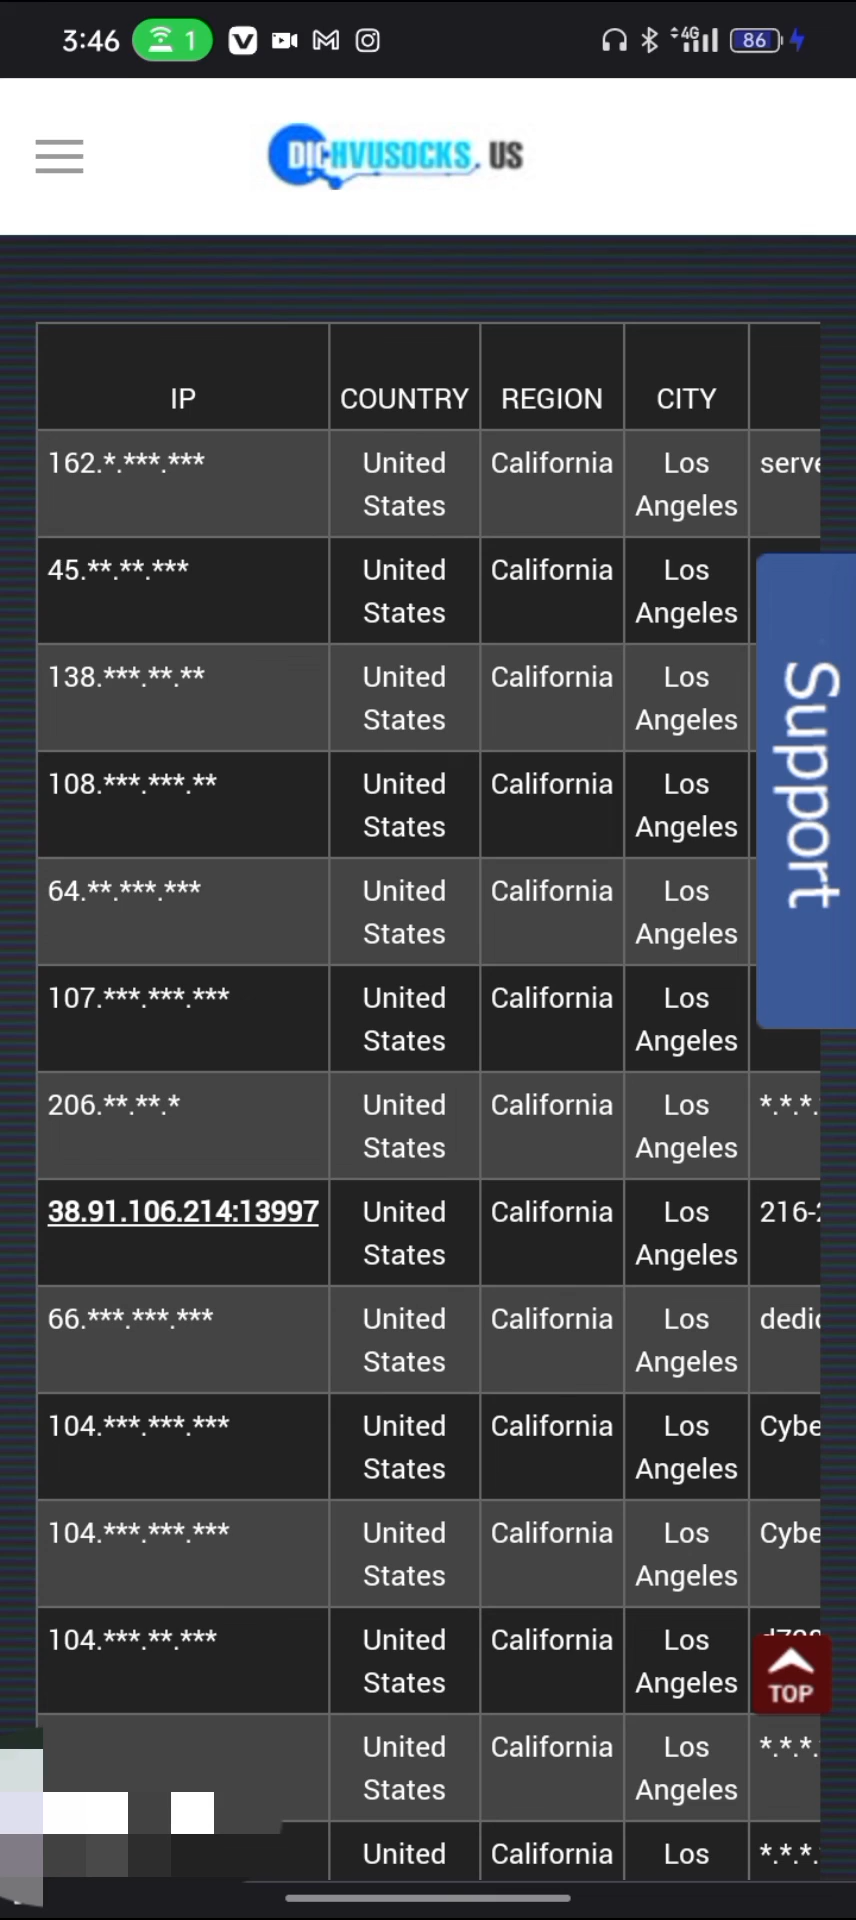 3:46 1 4G 86
DỊCHVUSOCKS. US
IP COUNTRY REGION CITY
162.*.***.*** United States California Los Angeles serve
45.**.**.*** United States California Los Angeles
138.***.**.** United States California Los Angeles
108.***.***.** United States California Los Angeles
64.**.***.*** United States California Los Angeles
107.***.***.*** United States California Los Angeles
206.**.**.* United States California Los Angeles *.*.*.
38.91.106.214:13997 United States California Los Angeles 216-
66.***.***.*** United States California Los Angeles dedic
104.***.***.*** United States California Los Angeles Cybe
104.***.***.*** United States California Los Angeles Cybe
104.***.**.*** United States California Los Angeles
United States California Los Angeles *.*.*.
United California Los *.*.*.
Support
TOP